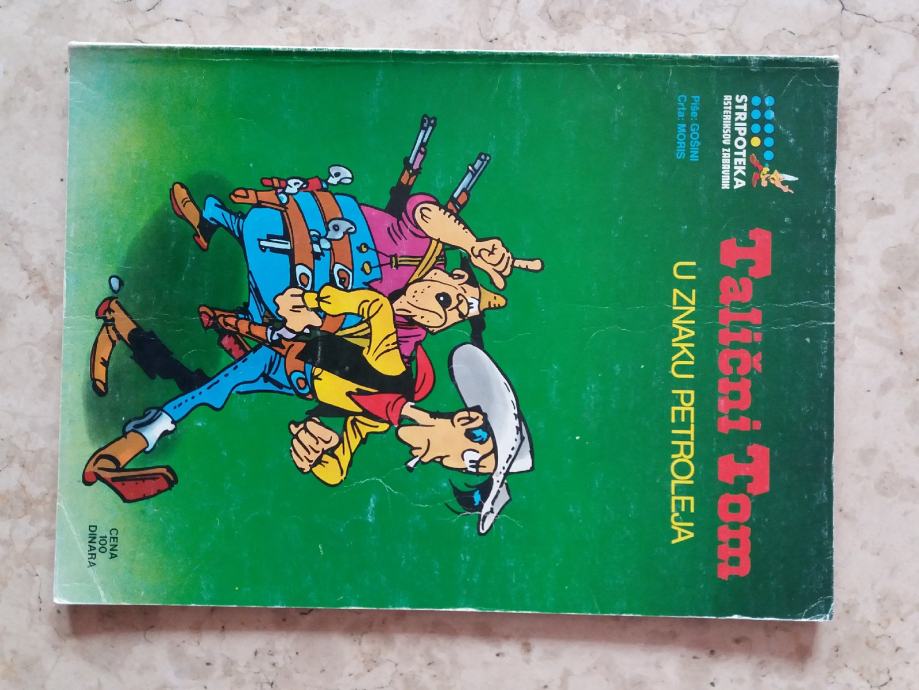 STRIPOTEKA
ASTERIKSOV ZABAVNIK
Piše: GOŠINI
Crta: MORIS
Talični Tom
U ZNAKU PETROLEJA
CENA
100
DINARA